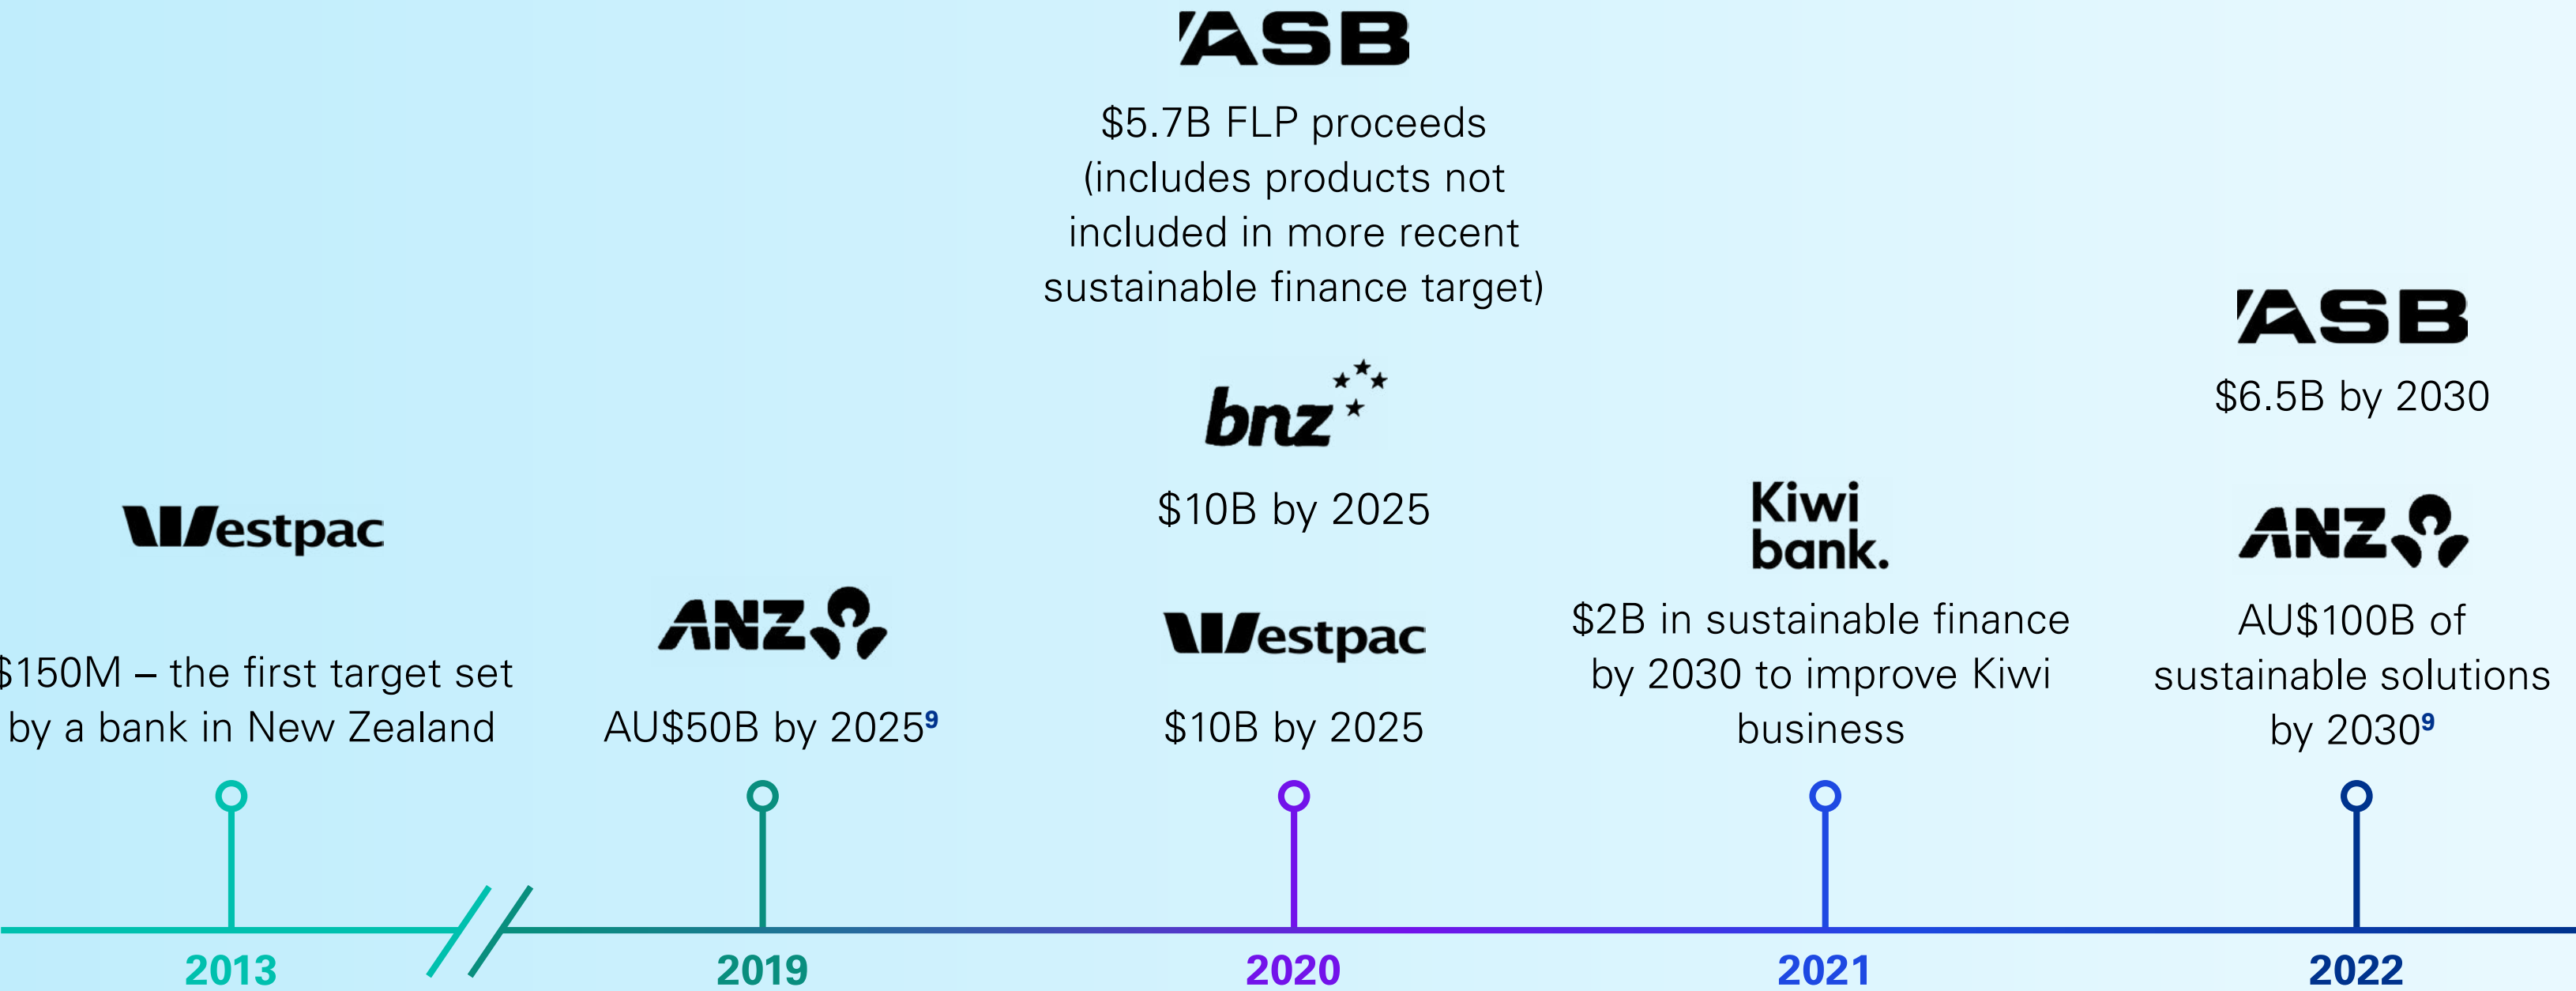 Westpac
$150M – the first target set
by a bank in New Zealand
2013
ANZ
AU$50B by 2025⁹
2019
ASB
$5.7B FLP proceeds
(includes products not
included in more recent
sustainable finance target)
bnz
$10B by 2025
Westpac
$10B by 2025
2020
Kiwi
bank.
$2B in sustainable finance
by 2030 to improve Kiwi
business
2021
ASB
$6.5B by 2030
ANZ
AU$100B of
sustainable solutions
by 2030⁹
2022